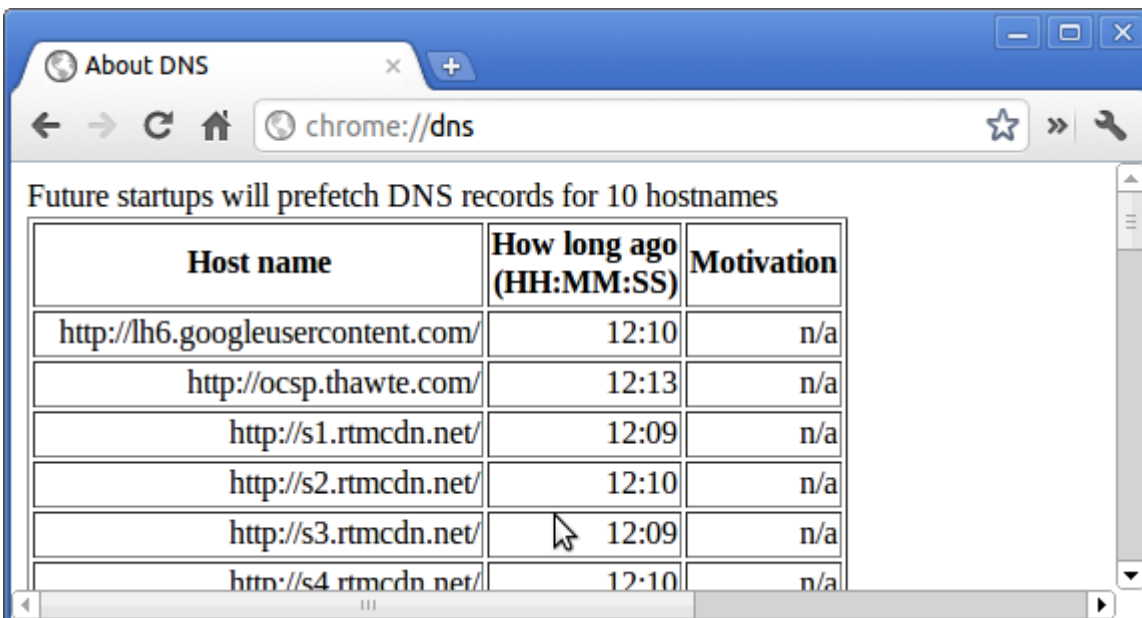 About DNS
chrome://dns
Future startups will prefetch DNS records for 10 hostnames
Host name How long ago (HH:MM:SS) Motivation
http://lh6.googleusercontent.com/ 12:10 n/a
http://ocsp.thawte.com/ 12:13 n/a
http://s1.rtmcdn.net/ 12:09 n/a
http://s2.rtmcdn.net/ 12:10 n/a
http://s3.rtmcdn.net/ 12:09 n/a
http://s4.rtmcdn.net/ 12:10 n/a